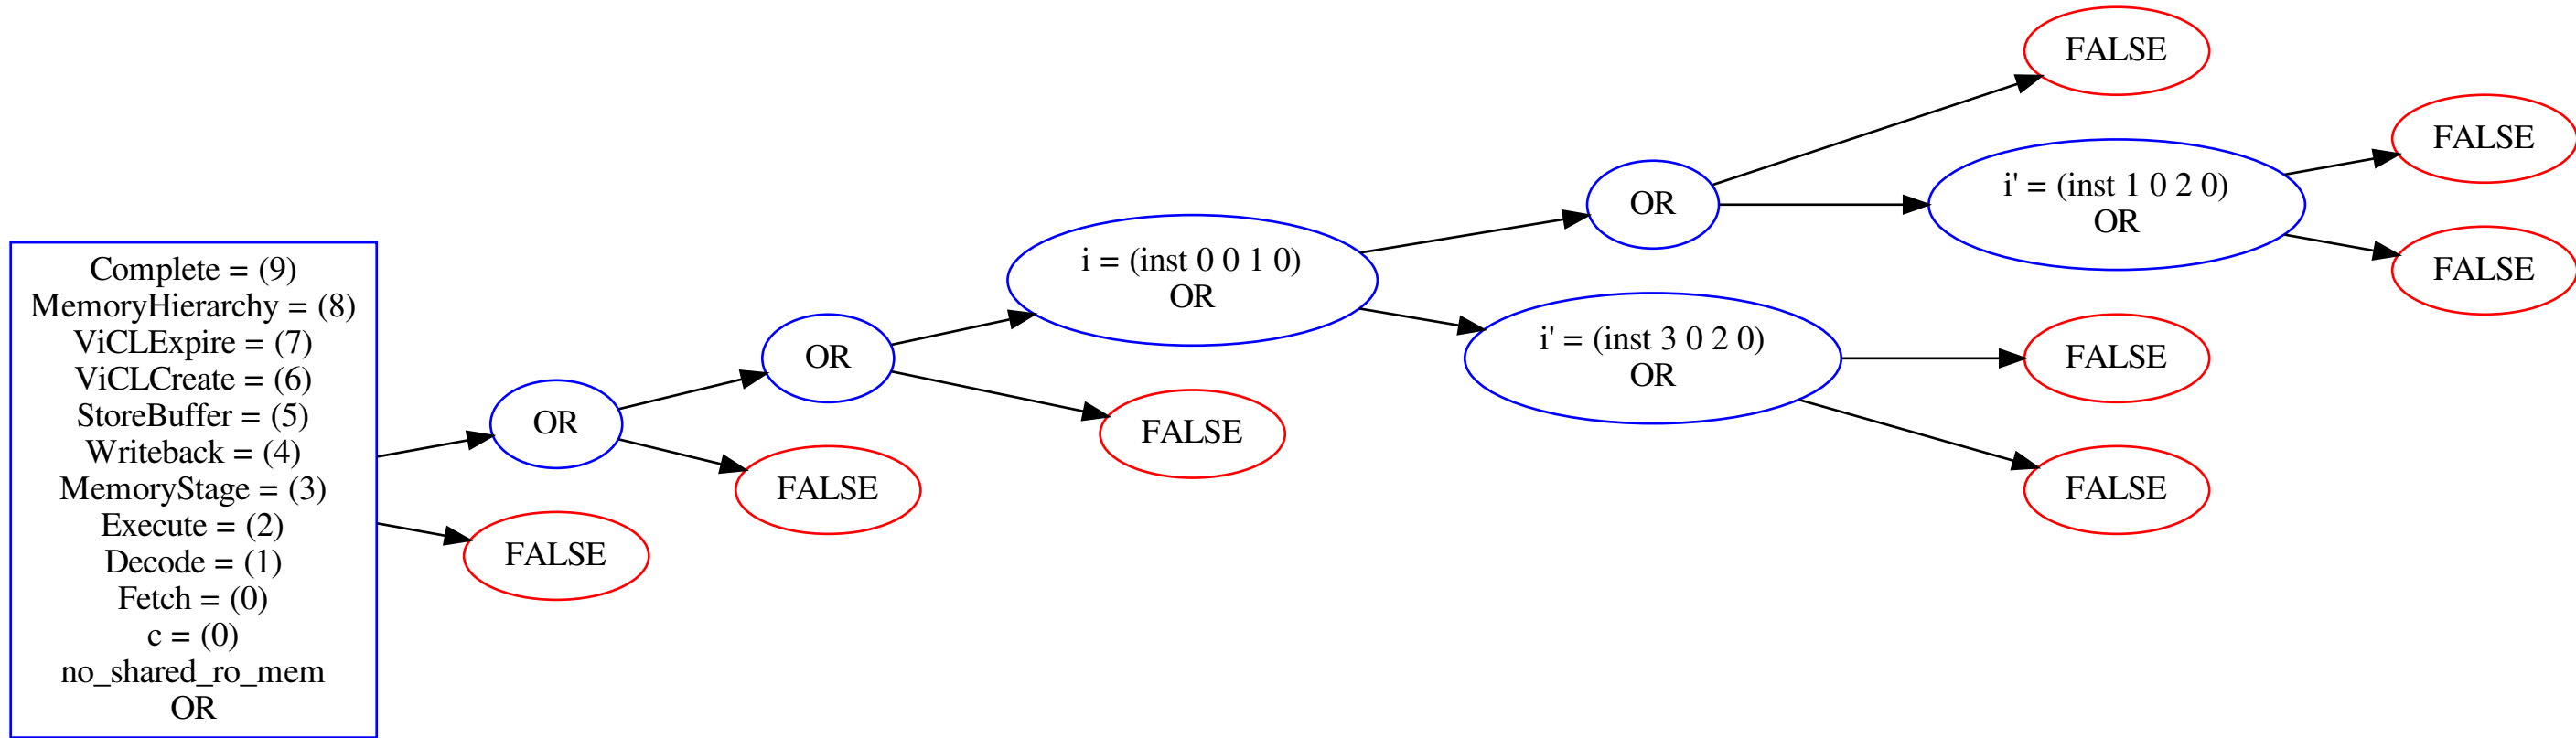 Complete = (9)
MemoryHierarchy = (8)
ViCLExpire = (7)
ViCLCreate = (6)
StoreBuffer = (5)
Writeback = (4)
MemoryStage = (3)
Execute = (2)
Decode = (1)
Fetch = (0)
c = (0)
no_shared_ro_mem
OR
OR
FALSE
OR
FALSE
i = (inst 0 0 1 0)
OR
FALSE
OR
i' = (inst 3 0 2 0)
OR
FALSE
i' = (inst 1 0 2 0)
OR
FALSE
FALSE
FALSE
FALSE